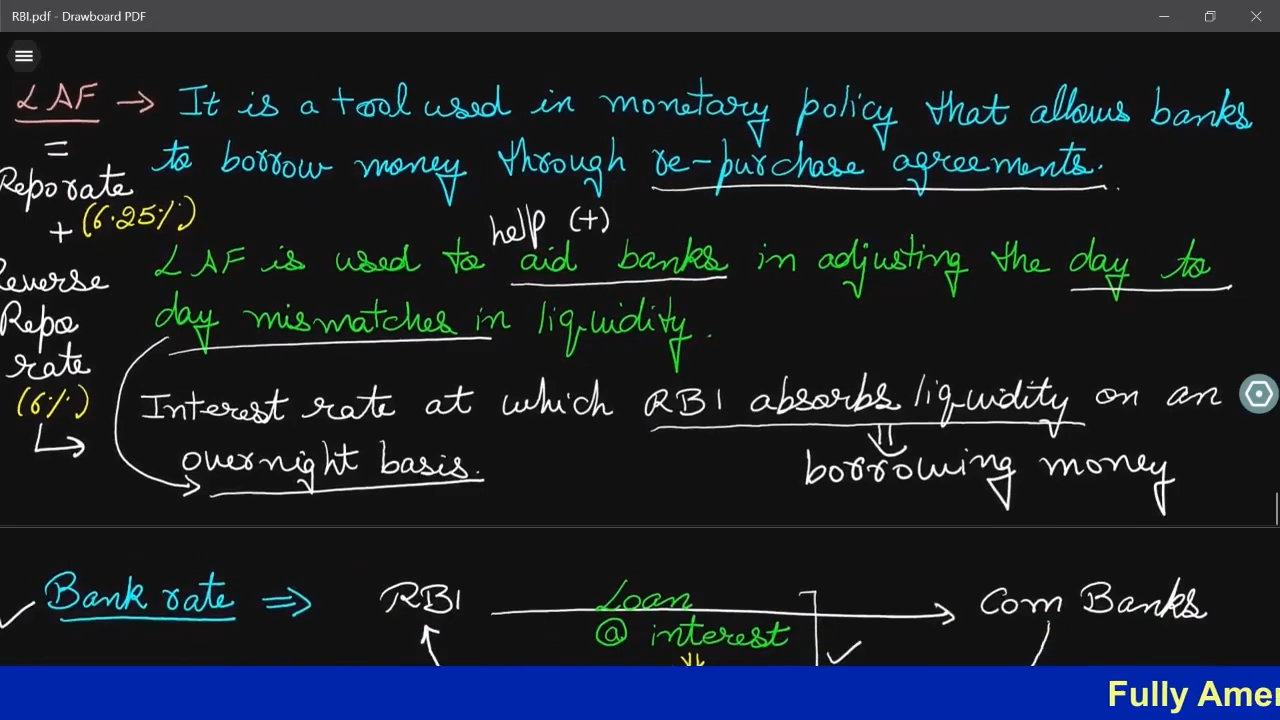 RBI.pdf - Drawboard PDF
LAF → It is a tool used in monetary policy that allows banks
to borrow money through re-purchase agreements.
=
Repo rate
+ (6.25%)
Reverse
Repo
rate
(6%)
help (+)
LAF is used to aid banks in adjusting the day to
day mismatches in liquidity.
Interest rate at which RBI absorbs liquidity on an
overnight basis.
borrowing money
Bank rate ⇒ RBI Loan Com Banks
@ interest
Fully Amer